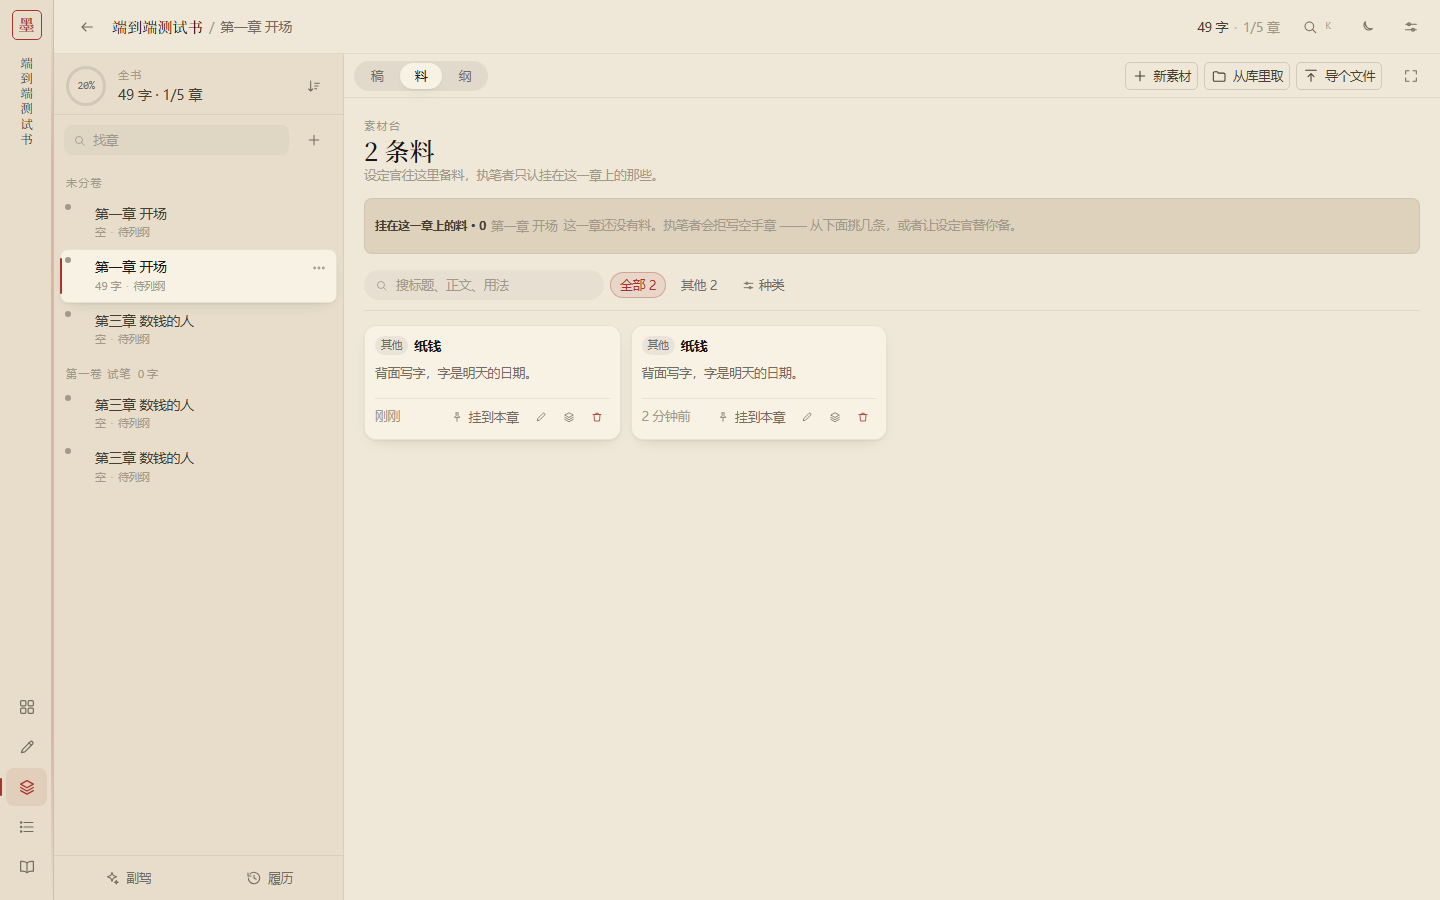 墨
端到端测试书
端到端测试书 / 第一章 开场
49 字 · 1/5 章
K
20%
全书
49 字 · 1/5 章
找章
未分卷
第一章 开场
空 · 待列纲
第一章 开场
49 字 · 待列纲
第三章 数钱的人
空 · 待列纲
第一卷 试笔 0 字
第三章 数钱的人
空 · 待列纲
第三章 数钱的人
空 · 待列纲
副驾
履历
稿 料 纲
新素材 从库里取 导个文件
素材台
2 条料
设定官往这里备料，执笔者只认挂在这一章上的那些。
挂在这一章上的料 • 0 第一章 开场 这一章还没有料。执笔者会拒写空手章 —— 从下面挑几条，或者让设定官替你备。
搜标题、正文、用法
全部 2 其他 2 种类
其他 纸钱
背面写字，字是明天的日期。
刚刚 挂到本章
其他 纸钱
背面写字，字是明天的日期。
2 分钟前 挂到本章